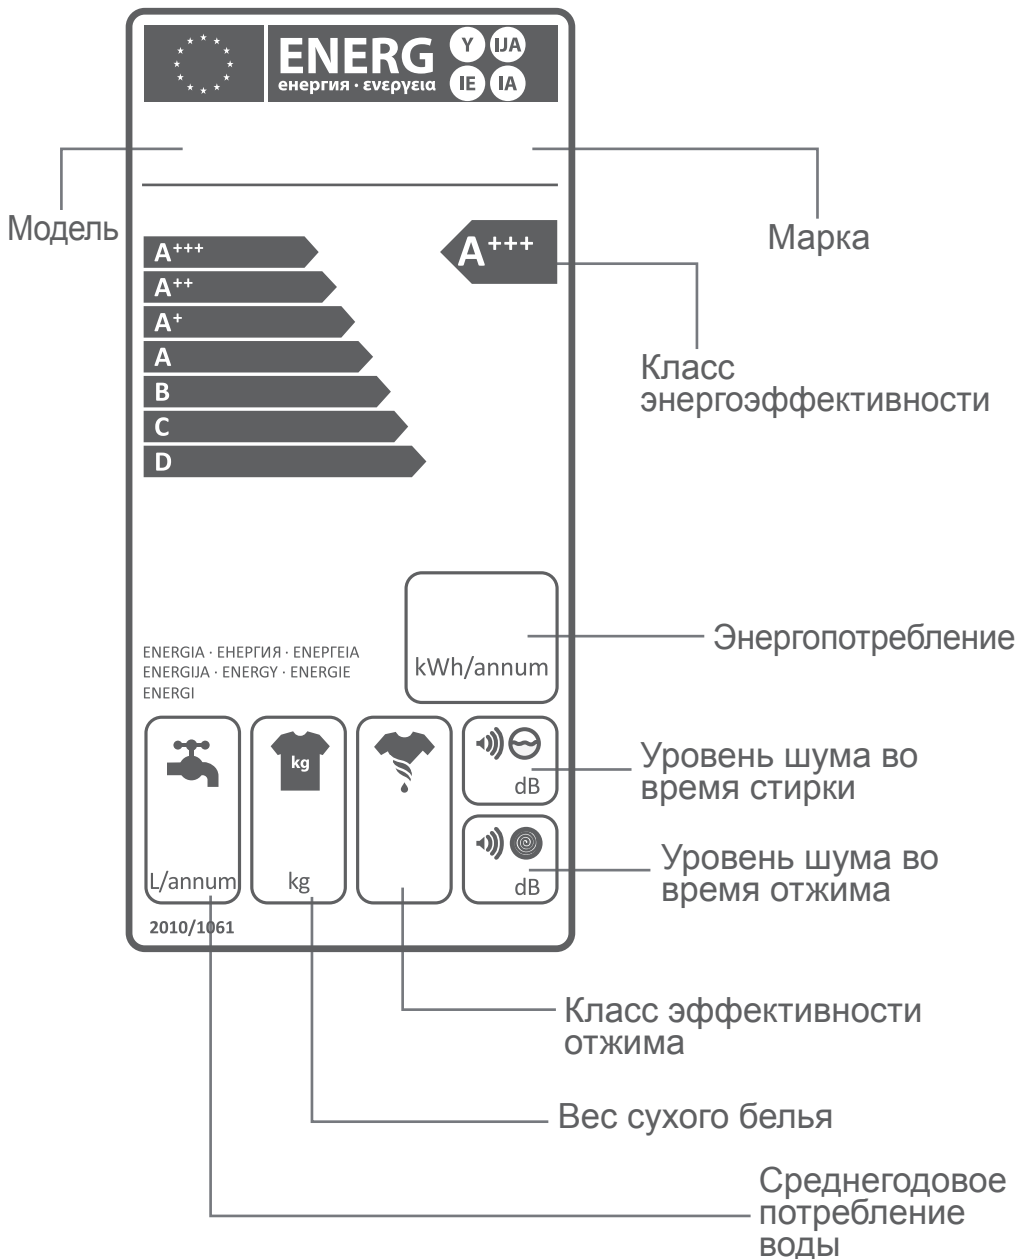 ENERG Y IJA
енергия · ενεργεια IE IA
Модель
Марка
A+++
A+++
A++
A+
A
B
C
D
Класс
энергоэффективности
Энергопотребление
kWh/annum
ENERGIA · ЕНЕРГИЯ · ΕΝΕΡΓΕΙΑ
ENERGIJA · ENERGY · ENERGIE
ENERGI
kg
dB
Уровень шума во
время стирки
L/annum
kg
dB
Уровень шума во
время отжима
2010/1061
Класс эффективности
отжима
Вес сухого белья
Среднегодовое
потребление
воды